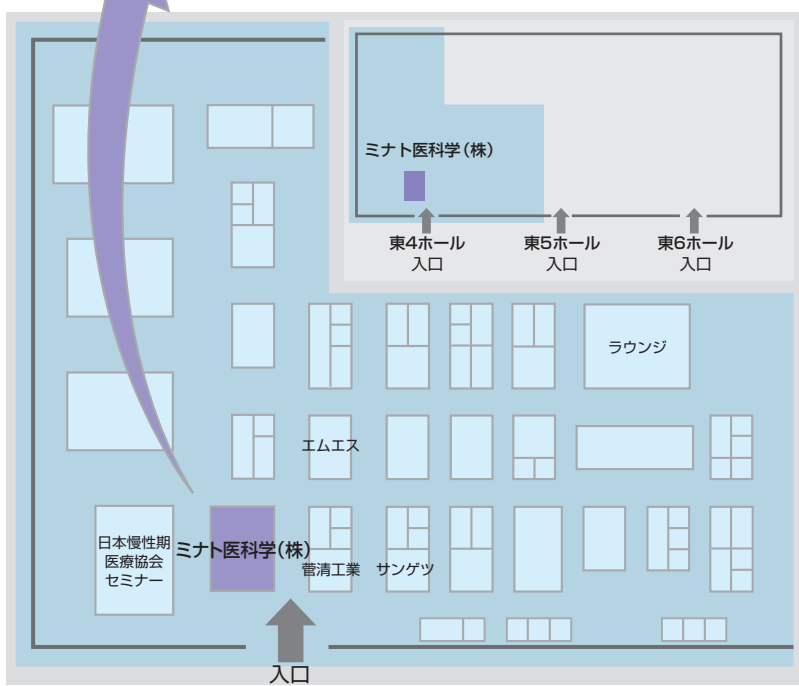 ミナト医科学(株)
東4ホール
入口
東5ホール
入口
東6ホール
入口
ラウンジ
エムエス
日本慢性期
医療協会
セミナー
ミナト医科学(株)
菅清工業
サンゲツ
入口